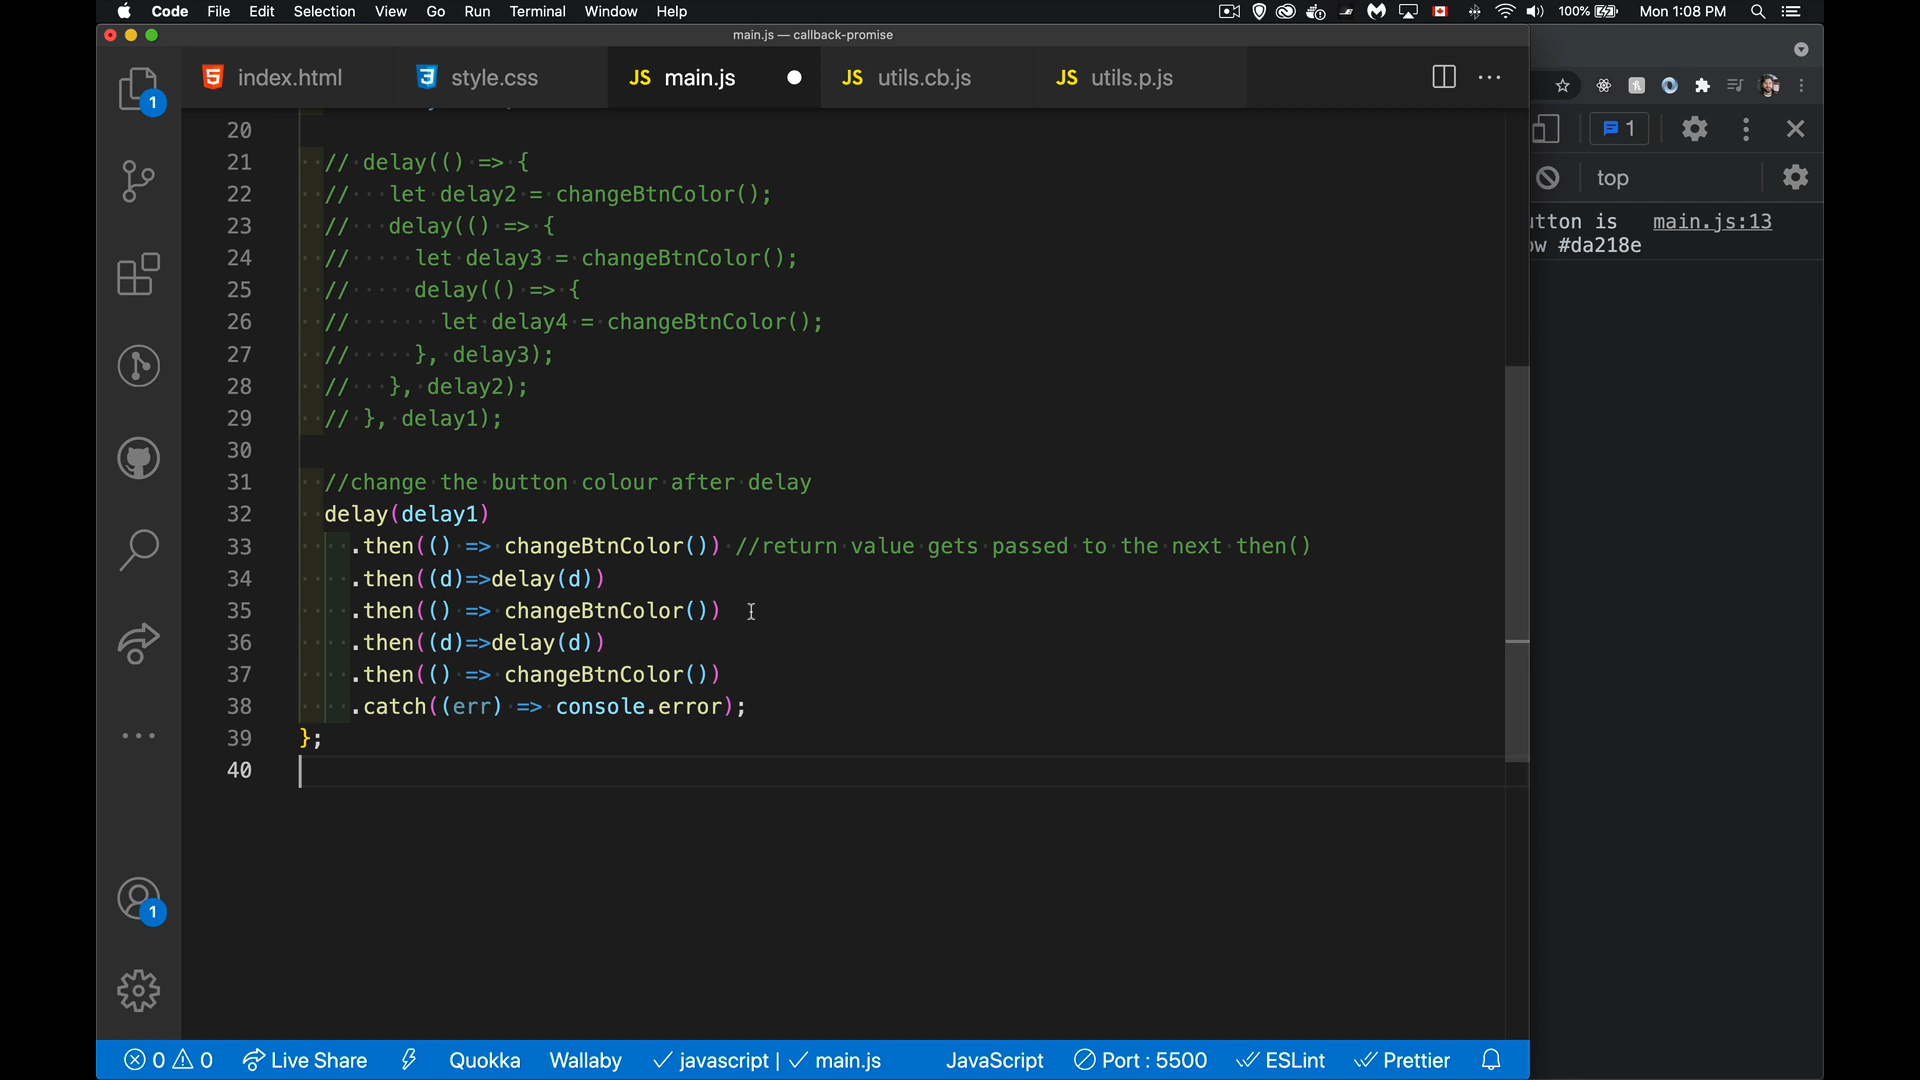 Code File Edit Selection View Go Run Terminal Window Help 100% Mon 1:08 PM
main.js — callback-promise
1
index.html
style.css
JS main.js
JS utils.cb.js
JS utils.p.js
1
top
20
21 // delay(() => {
22 // let delay2 = changeBtnColor();
23 // delay(() => {
24 // let delay3 = changeBtnColor();
25 // delay(() => {
26 // let delay4 = changeBtnColor();
27 // }, delay3);
28 // }, delay2);
29 // }, delay1);
30
31 //change the button colour after delay
32 delay(delay1)
33 .then(() => changeBtnColor()) //return value gets passed to the next then()
34 .then((d)=>delay(d))
35 .then(() => changeBtnColor())
36 .then((d)=>delay(d))
37 .then(() => changeBtnColor())
38 .catch((err) => console.error);
39 };
40
is main.js:13
#da218e
1
0 0 Live Share Quokka Wallaby javascript | main.js JavaScript Port : 5500 ESLint Prettier